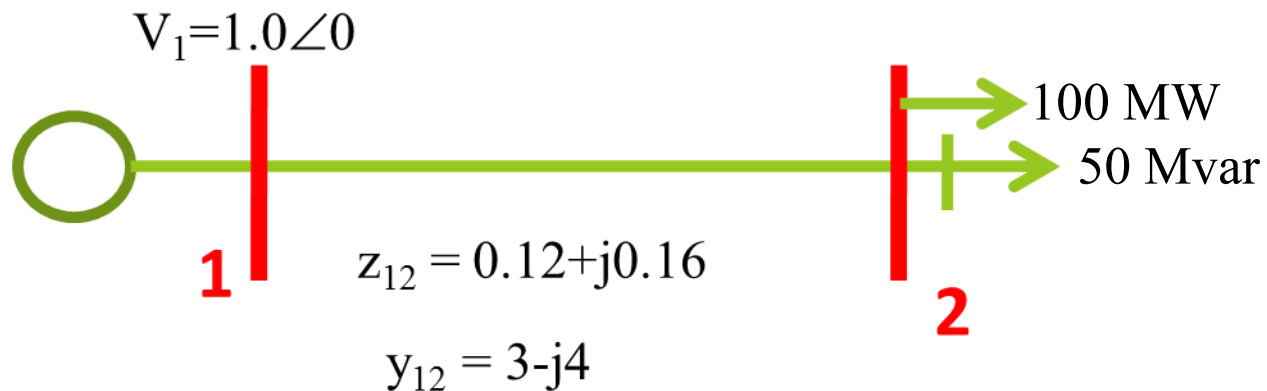 V₁=1.0∠0
100 MW
50 Mvar
1
z₁₂ = 0.12+j0.16
2
y₁₂ = 3-j4